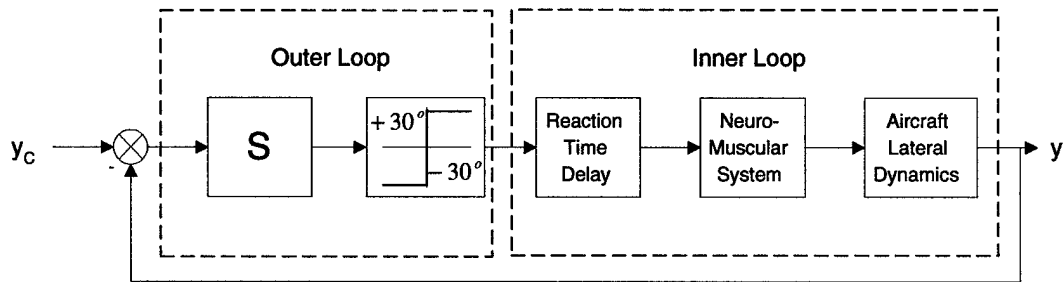 Outer Loop
Inner Loop
y_C
-
S
+30°
−30°
Reaction
Time
Delay
Neuro-
Muscular
System
Aircraft
Lateral
Dynamics
y